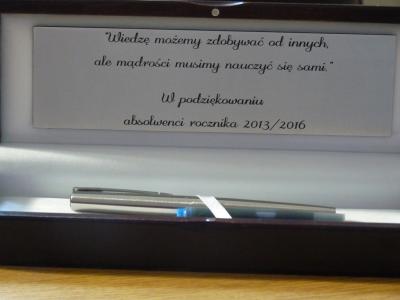 "Wiedzę możemy zdobywać od innych,
ale mądrości musimy nauczyć się sami."
W podziękowaniu
absolwenci rocznika 2013/2016